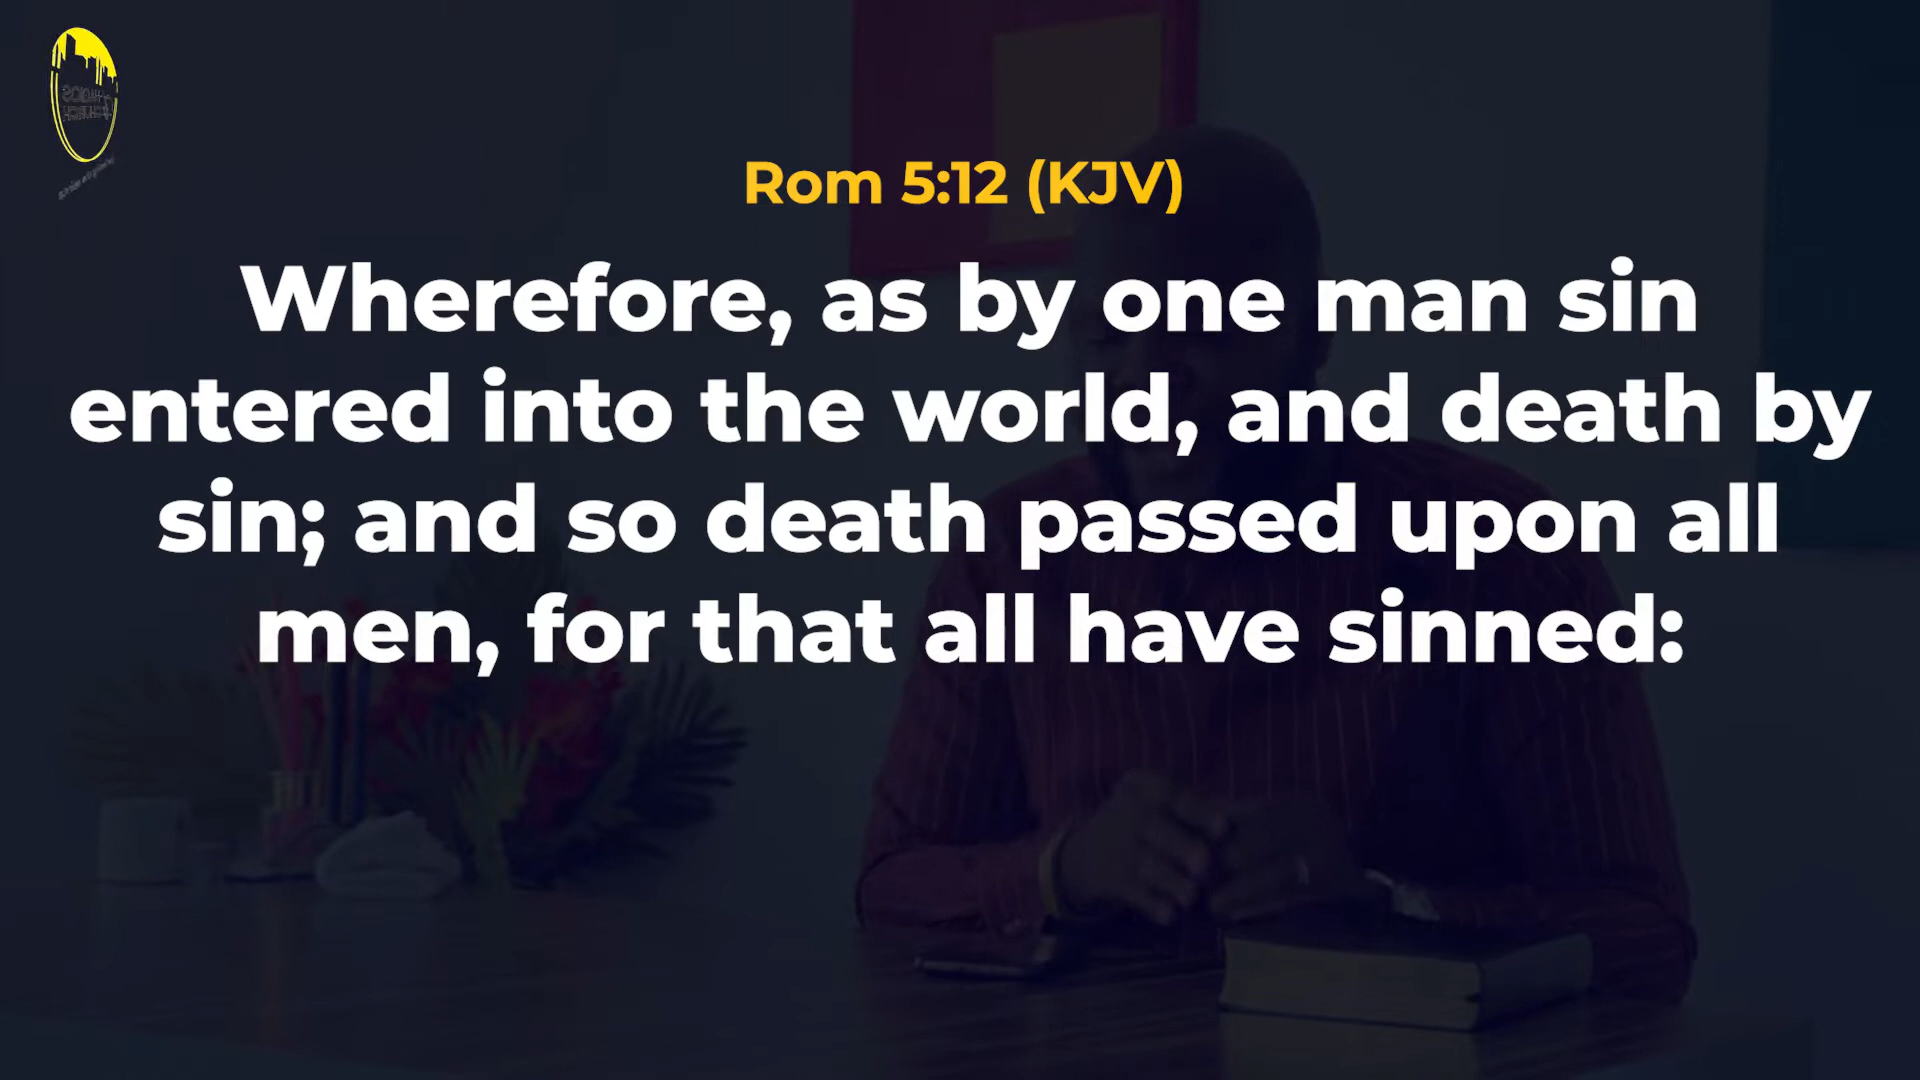 Rom 5:12 (KJV)
Wherefore, as by one man sin
entered into the world, and death by
sin; and so death passed upon all
men, for that all have sinned: